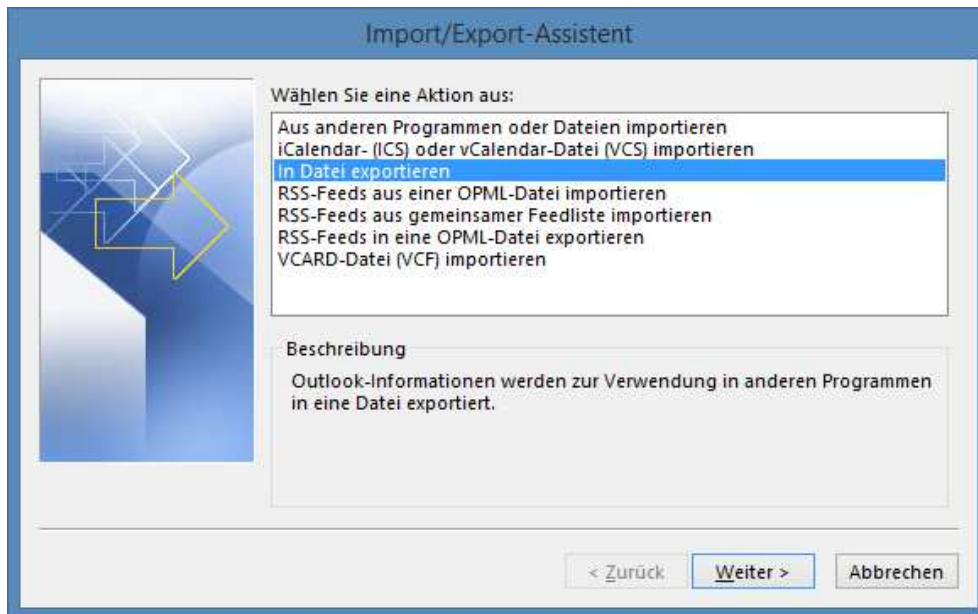 Import/Export-Assistent
Wählen Sie eine Aktion aus:
Aus anderen Programmen oder Dateien importieren
iCalendar- (ICS) oder vCalendar-Datei (VCS) importieren
In Datei exportieren
RSS-Feeds aus einer OPML-Datei importieren
RSS-Feeds aus gemeinsamer Feedliste importieren
RSS-Feeds in eine OPML-Datei exportieren
VCARD-Datei (VCF) importieren
Beschreibung
Outlook-Informationen werden zur Verwendung in anderen Programmen
in eine Datei exportiert.
< Zurück
Weiter >
Abbrechen